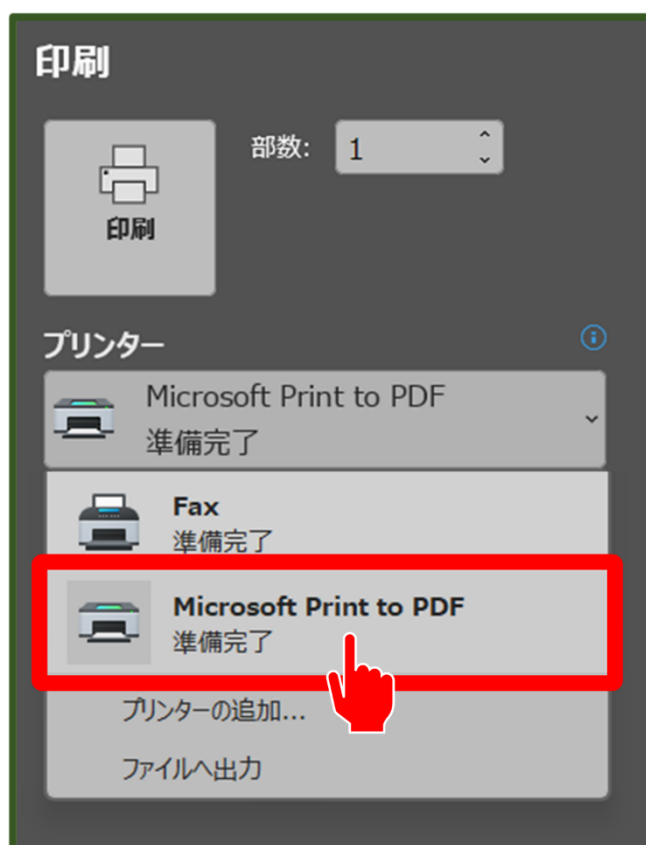 印刷
部数: 1
印刷
プリンター
Microsoft Print to PDF
準備完了
Fax
準備完了
Microsoft Print to PDF
準備完了
プリンターの追加...
ファイルへ出力